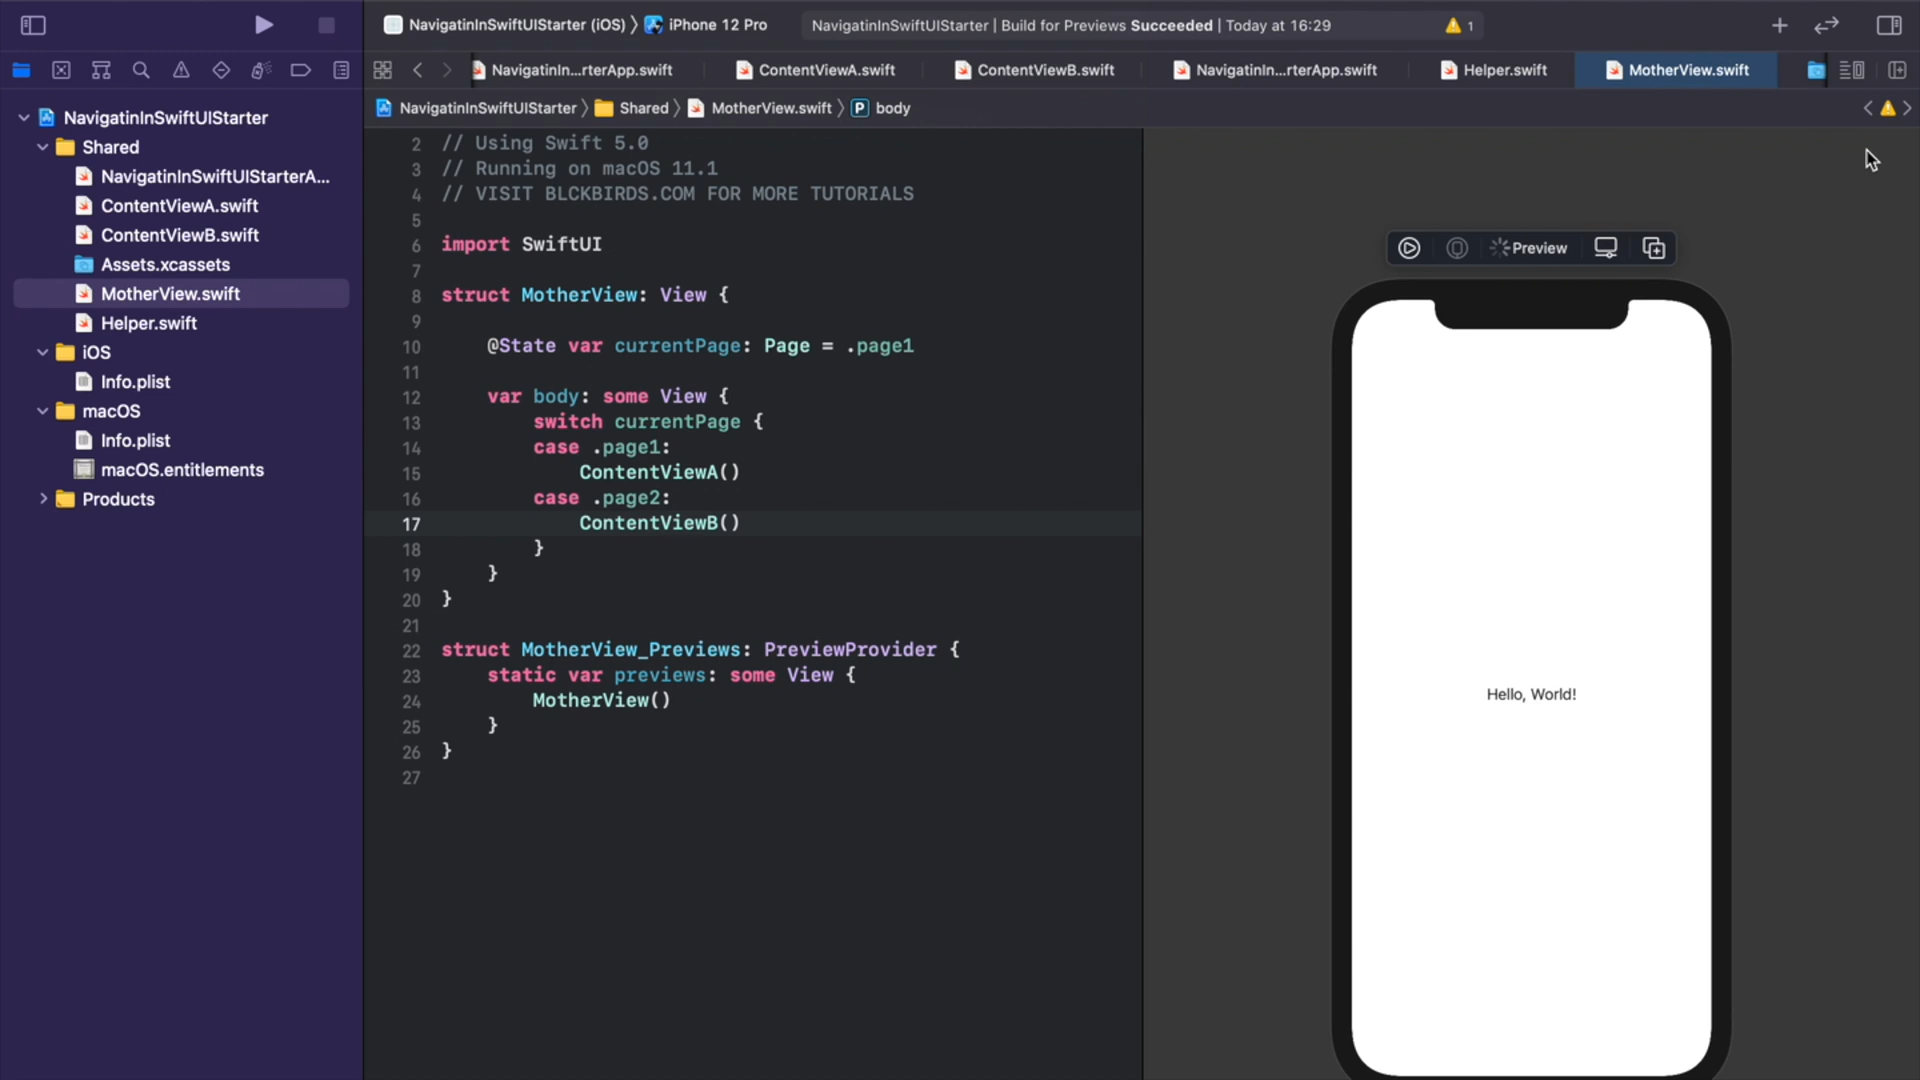 NavigatinInSwiftUIStarter (iOS) iPhone 12 Pro
NavigatinInSwiftUIStarter | Build for Previews Succeeded | Today at 16:29
1
NavigatinIn...rterApp.swift
ContentViewA.swift
ContentViewB.swift
NavigatinIn...rterApp.swift
Helper.swift
MotherView.swift
NavigatinInSwiftUIStarter Shared MotherView.swift P body
NavigatinInSwiftUIStarter
Shared
NavigatinInSwiftUIStarterA...
ContentViewA.swift
ContentViewB.swift
Assets.xcassets
MotherView.swift
Helper.swift
iOS
Info.plist
macOS
Info.plist
macOS.entitlements
Products
2 // Using Swift 5.0
3 // Running on macOS 11.1
4 // VISIT BLCKBIRDS.COM FOR MORE TUTORIALS
5
6 import SwiftUI
7
8 struct MotherView: View {
9
10 @State var currentPage: Page = .page1
11
12 var body: some View {
13 switch currentPage {
14 case .page1:
15 ContentViewA()
16 case .page2:
17 ContentViewB()
18 }
19 }
20 }
21
22 struct MotherView_Previews: PreviewProvider {
23 static var previews: some View {
24 MotherView()
25 }
26 }
27
Preview
Hello, World!